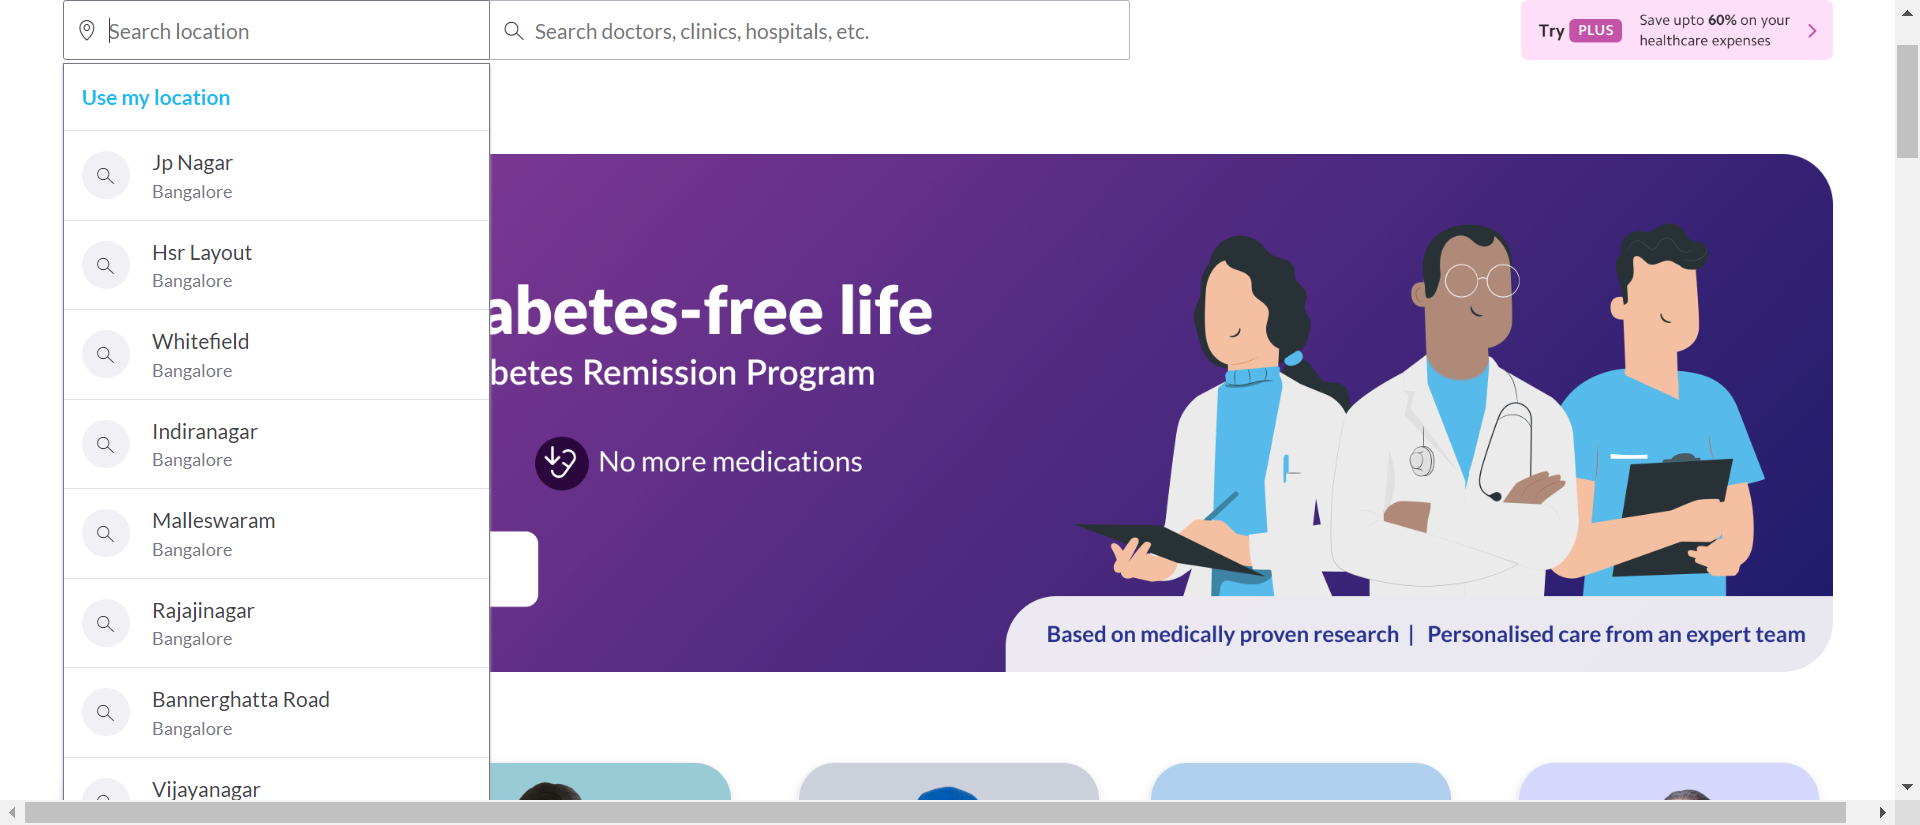 Search location
Search doctors, clinics, hospitals, etc.
Try PLUS
Save upto 60% on your
healthcare expenses
Use my location
Jp Nagar
Bangalore
Hsr Layout
Bangalore
Whitefield
Bangalore
Indiranagar
Bangalore
Malleswaram
Bangalore
Rajajinagar
Bangalore
Bannerghatta Road
Bangalore
Vijayanagar
abetes-free life
betes Remission Program
No more medications
Based on medically proven research | Personalised care from an expert team